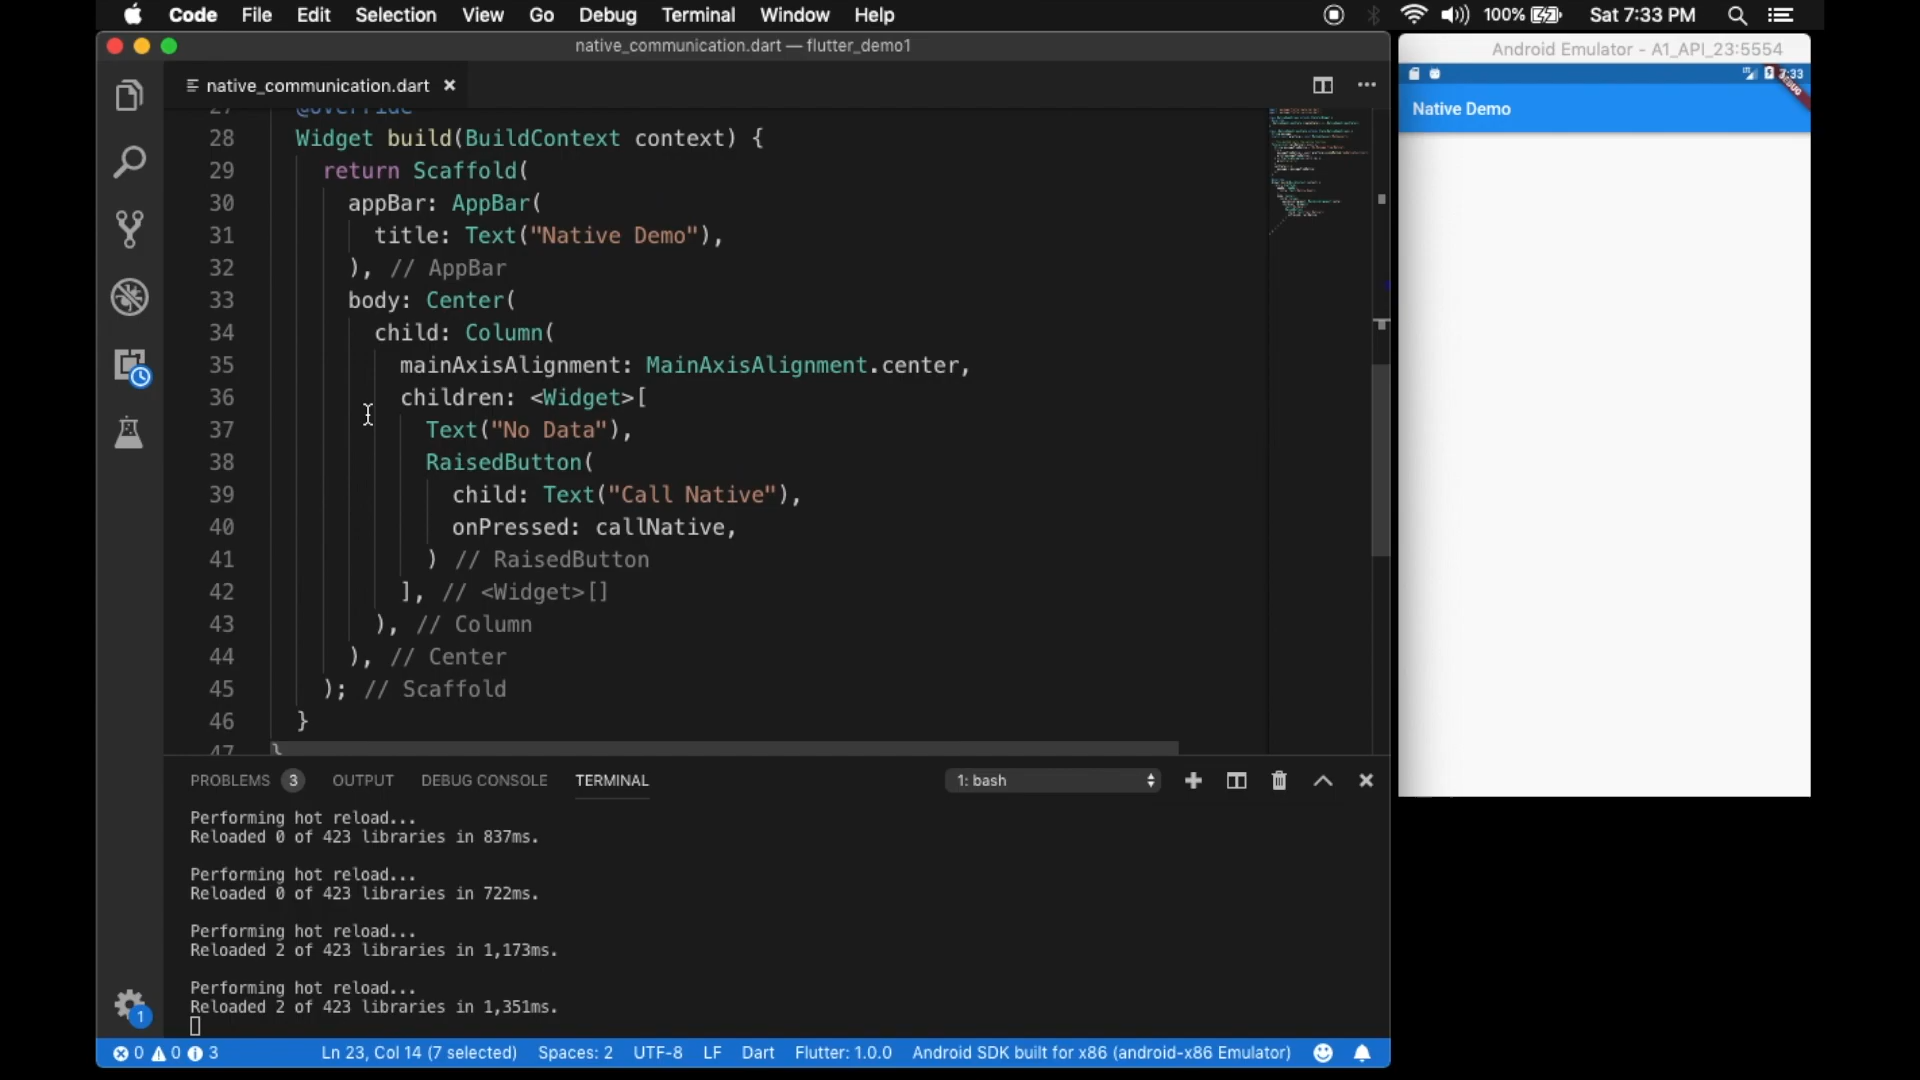 Code File Edit Selection View Go Debug Terminal Window Help
100% Sat 7:33 PM
native_communication.dart — flutter_demo1
native_communication.dart
27 @override
28 Widget build(BuildContext context) {
29 return Scaffold(
30 appBar: AppBar(
31 title: Text("Native Demo"),
32 ), // AppBar
33 body: Center(
34 child: Column(
35 mainAxisAlignment: MainAxisAlignment.center,
36 children: <Widget>[
37 Text("No Data"),
38 RaisedButton(
39 child: Text("Call Native"),
40 onPressed: callNative,
41 ) // RaisedButton
42 ], // <Widget>[]
43 ), // Column
44 ), // Center
45 ); // Scaffold
46 }
47 }
PROBLEMS 3 OUTPUT DEBUG CONSOLE TERMINAL 1: bash
Performing hot reload...
Reloaded 0 of 423 libraries in 837ms.
Performing hot reload...
Reloaded 0 of 423 libraries in 722ms.
Performing hot reload...
Reloaded 2 of 423 libraries in 1,173ms.
Performing hot reload...
Reloaded 2 of 423 libraries in 1,351ms.
1
0 0 3 Ln 23, Col 14 (7 selected) Spaces: 2 UTF-8 LF Dart Flutter: 1.0.0 Android SDK built for x86 (android-x86 Emulator)
Android Emulator - A1_API_23:5554
7:33
DEBUG
Native Demo